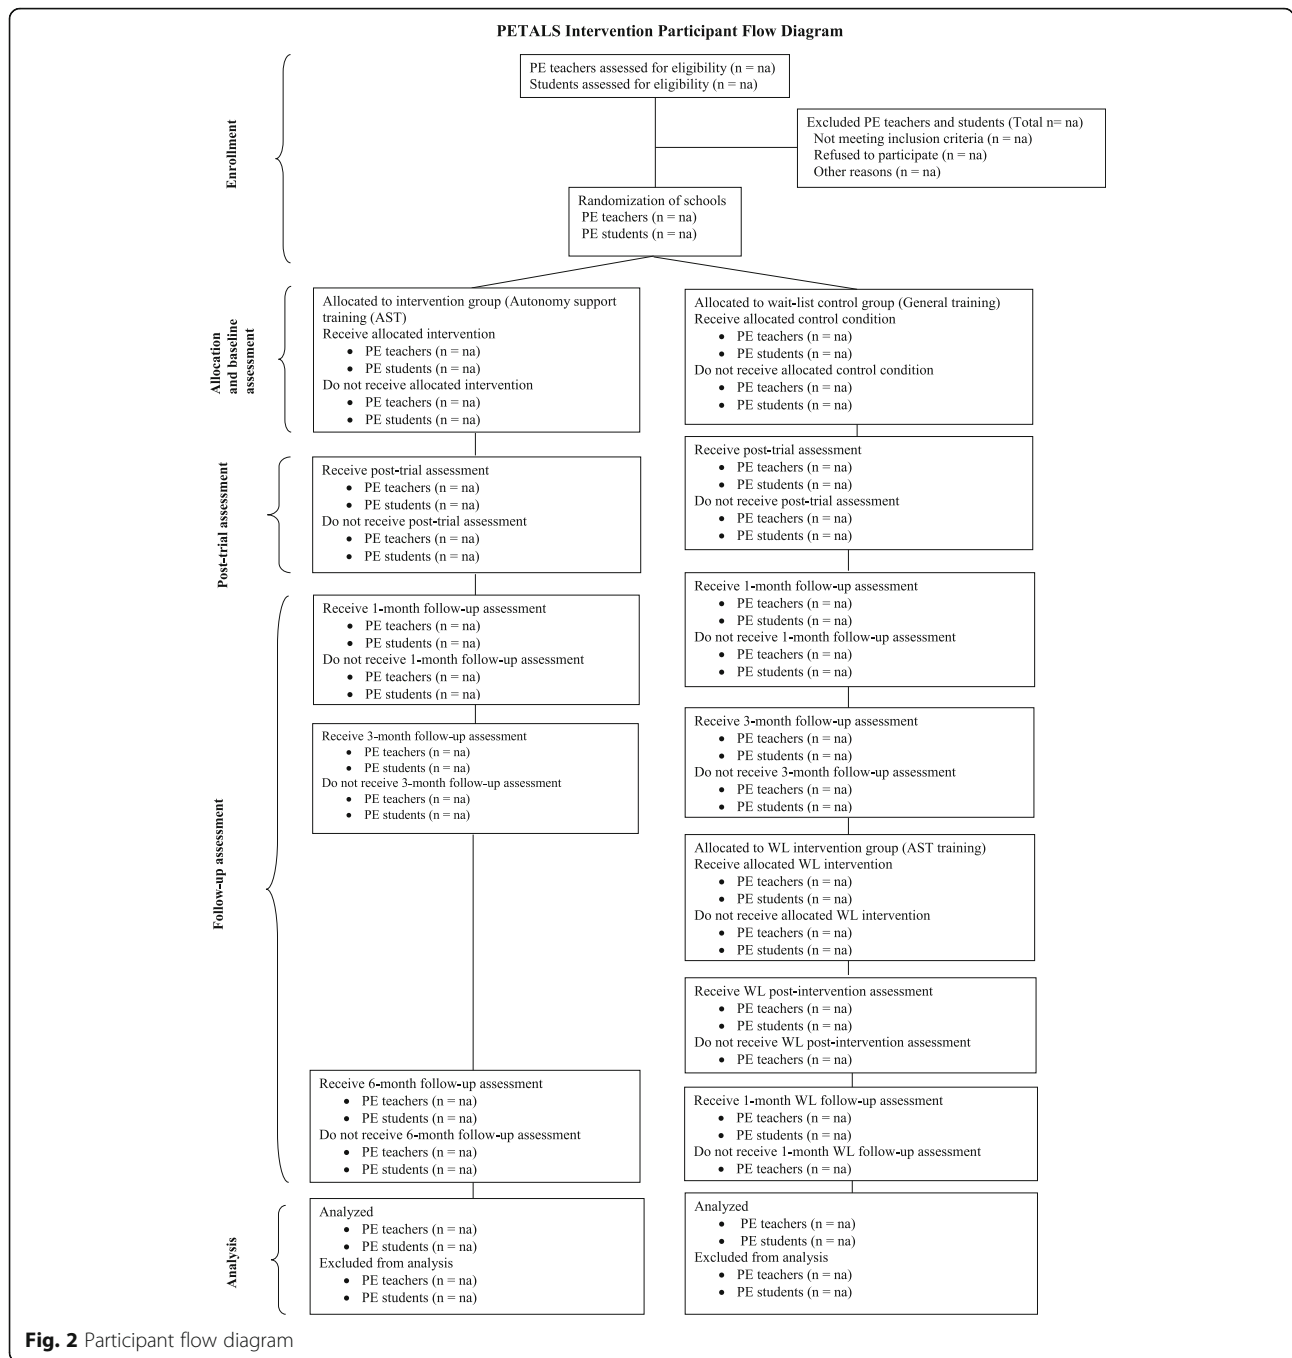 PETALS Intervention Participant Flow Diagram
Enrollment
PE teachers assessed for eligibility (n = na)
Students assessed for eligibility (n = na)
Excluded PE teachers and students (Total n= na)
Not meeting inclusion criteria (n = na)
Refused to participate (n = na)
Other reasons (n = na)
Randomization of schools
PE teachers (n = na)
PE students (n = na)
Allocation
and baseline
assessment
Allocated to intervention group (Autonomy support
training (AST)
Receive allocated intervention
• PE teachers (n = na)
• PE students (n = na)
Do not receive allocated intervention
• PE teachers (n = na)
• PE students (n = na)
Allocated to wait-list control group (General training)
Receive allocated control condition
• PE teachers (n = na)
• PE students (n = na)
Do not receive allocated control condition
• PE teachers (n = na)
• PE students (n = na)
Post-trial assessment
Receive post-trial assessment
• PE teachers (n = na)
• PE students (n = na)
Do not receive post-trial assessment
• PE teachers (n = na)
• PE students (n = na)
Receive post-trial assessment
• PE teachers (n = na)
• PE students (n = na)
Do not receive post-trial assessment
• PE teachers (n = na)
• PE students (n = na)
Follow-up assessment
Receive 1-month follow-up assessment
• PE teachers (n = na)
• PE students (n = na)
Do not receive 1-month follow-up assessment
• PE teachers (n = na)
• PE students (n = na)
Receive 1-month follow-up assessment
• PE teachers (n = na)
• PE students (n = na)
Do not receive 1-month follow-up assessment
• PE teachers (n = na)
• PE students (n = na)
Receive 3-month follow-up assessment
• PE teachers (n = na)
• PE students (n = na)
Do not receive 3-month follow-up assessment
• PE teachers (n = na)
• PE students (n = na)
Receive 3-month follow-up assessment
• PE teachers (n = na)
• PE students (n = na)
Do not receive 3-month follow-up assessment
• PE teachers (n = na)
• PE students (n = na)
Allocated to WL intervention group (AST training)
Receive allocated WL intervention
• PE teachers (n = na)
• PE students (n = na)
Do not receive allocated WL intervention
• PE teachers (n = na)
• PE students (n = na)
Receive WL post-intervention assessment
• PE teachers (n = na)
• PE students (n = na)
Do not receive WL post-intervention assessment
• PE teachers (n = na)
Receive 6-month follow-up assessment
• PE teachers (n = na)
• PE students (n = na)
Do not receive 6-month follow-up assessment
• PE teachers (n = na)
• PE students (n = na)
Receive 1-month WL follow-up assessment
• PE teachers (n = na)
• PE students (n = na)
Do not receive 1-month WL follow-up assessment
• PE teachers (n = na)
Analysis
Analyzed
• PE teachers (n = na)
• PE students (n = na)
Excluded from analysis
• PE teachers (n = na)
• PE students (n = na)
Analyzed
• PE teachers (n = na)
• PE students (n = na)
Excluded from analysis
• PE teachers (n = na)
• PE students (n = na)
Fig. 2 Participant flow diagram